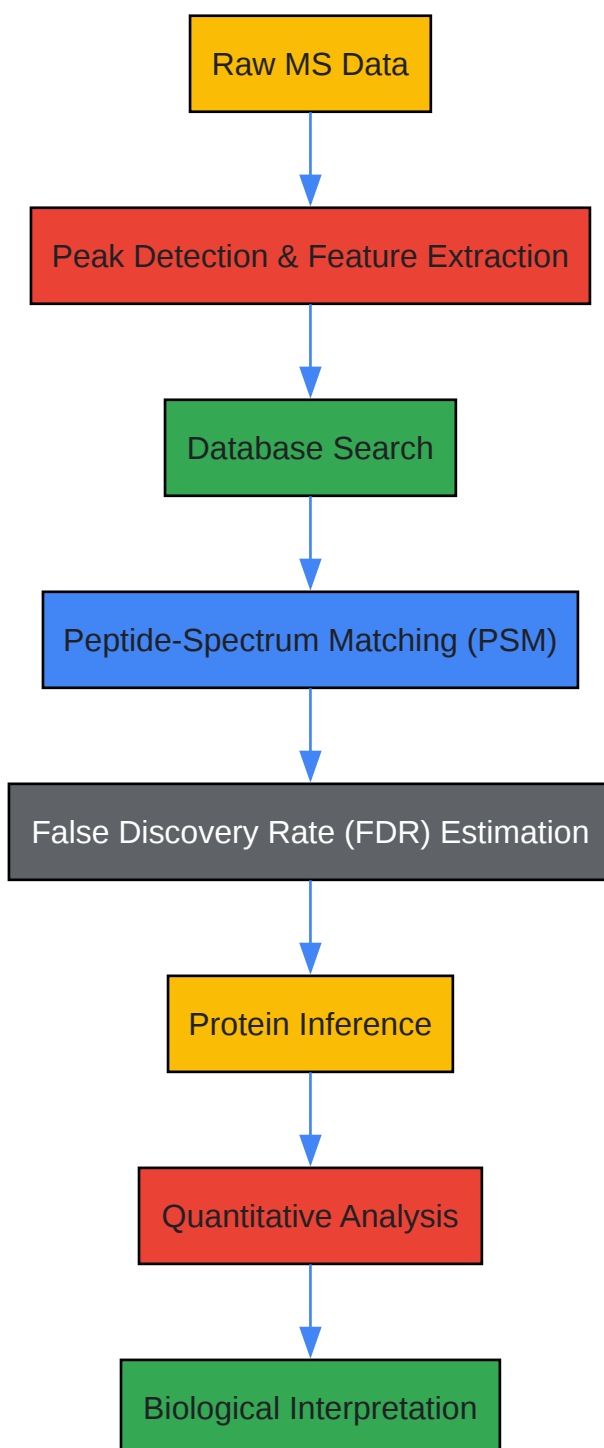 Raw MS Data
Peak Detection & Feature Extraction
Database Search
Peptide-Spectrum Matching (PSM)
False Discovery Rate (FDR) Estimation
Protein Inference
Quantitative Analysis
Biological Interpretation